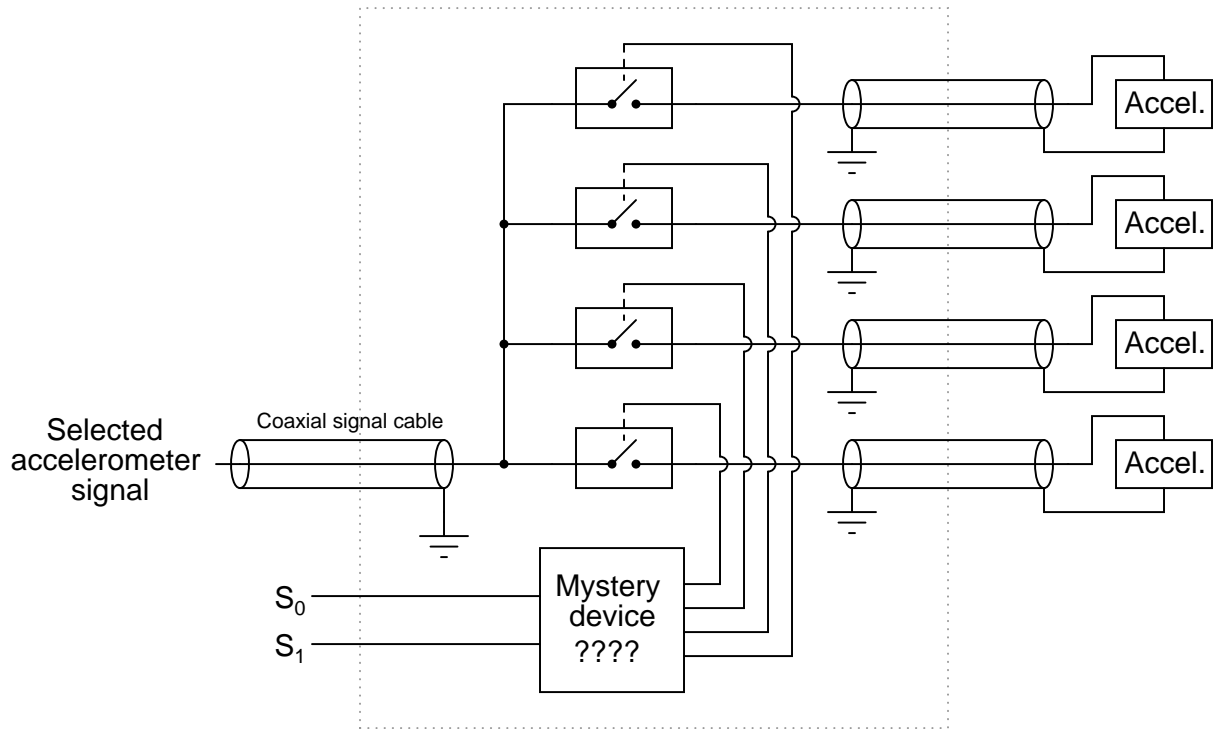 Accel.
Accel.
Accel.
Coaxial signal cable
Selected
accelerometer
signal
Accel.
Mystery
device
????
S₀
S₁